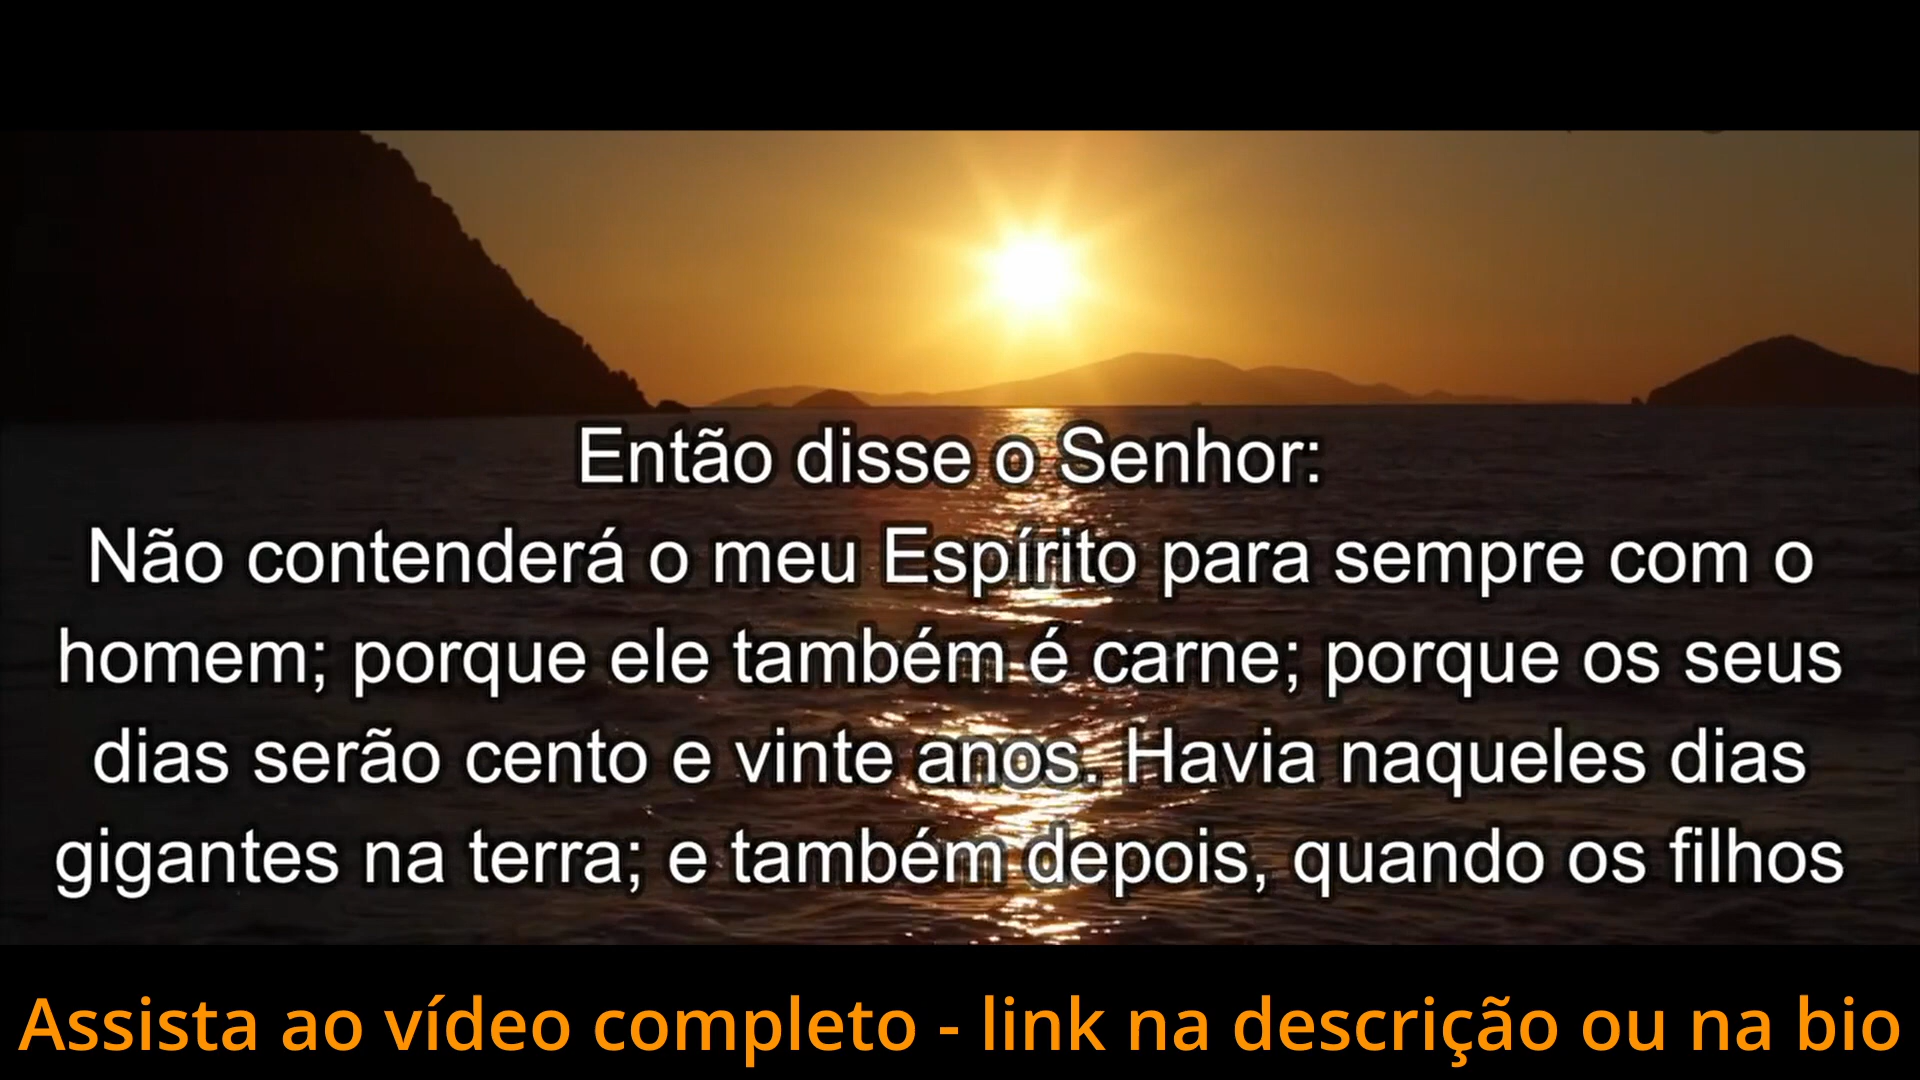 Então disse o Senhor:
Não contenderá o meu Espírito para sempre com o
homem; porque ele também é carne; porque os seus
dias serão cento e vinte anos. Havia naqueles dias
gigantes na terra; e também depois, quando os filhos
Assista ao vídeo completo - link na descrição ou na bio